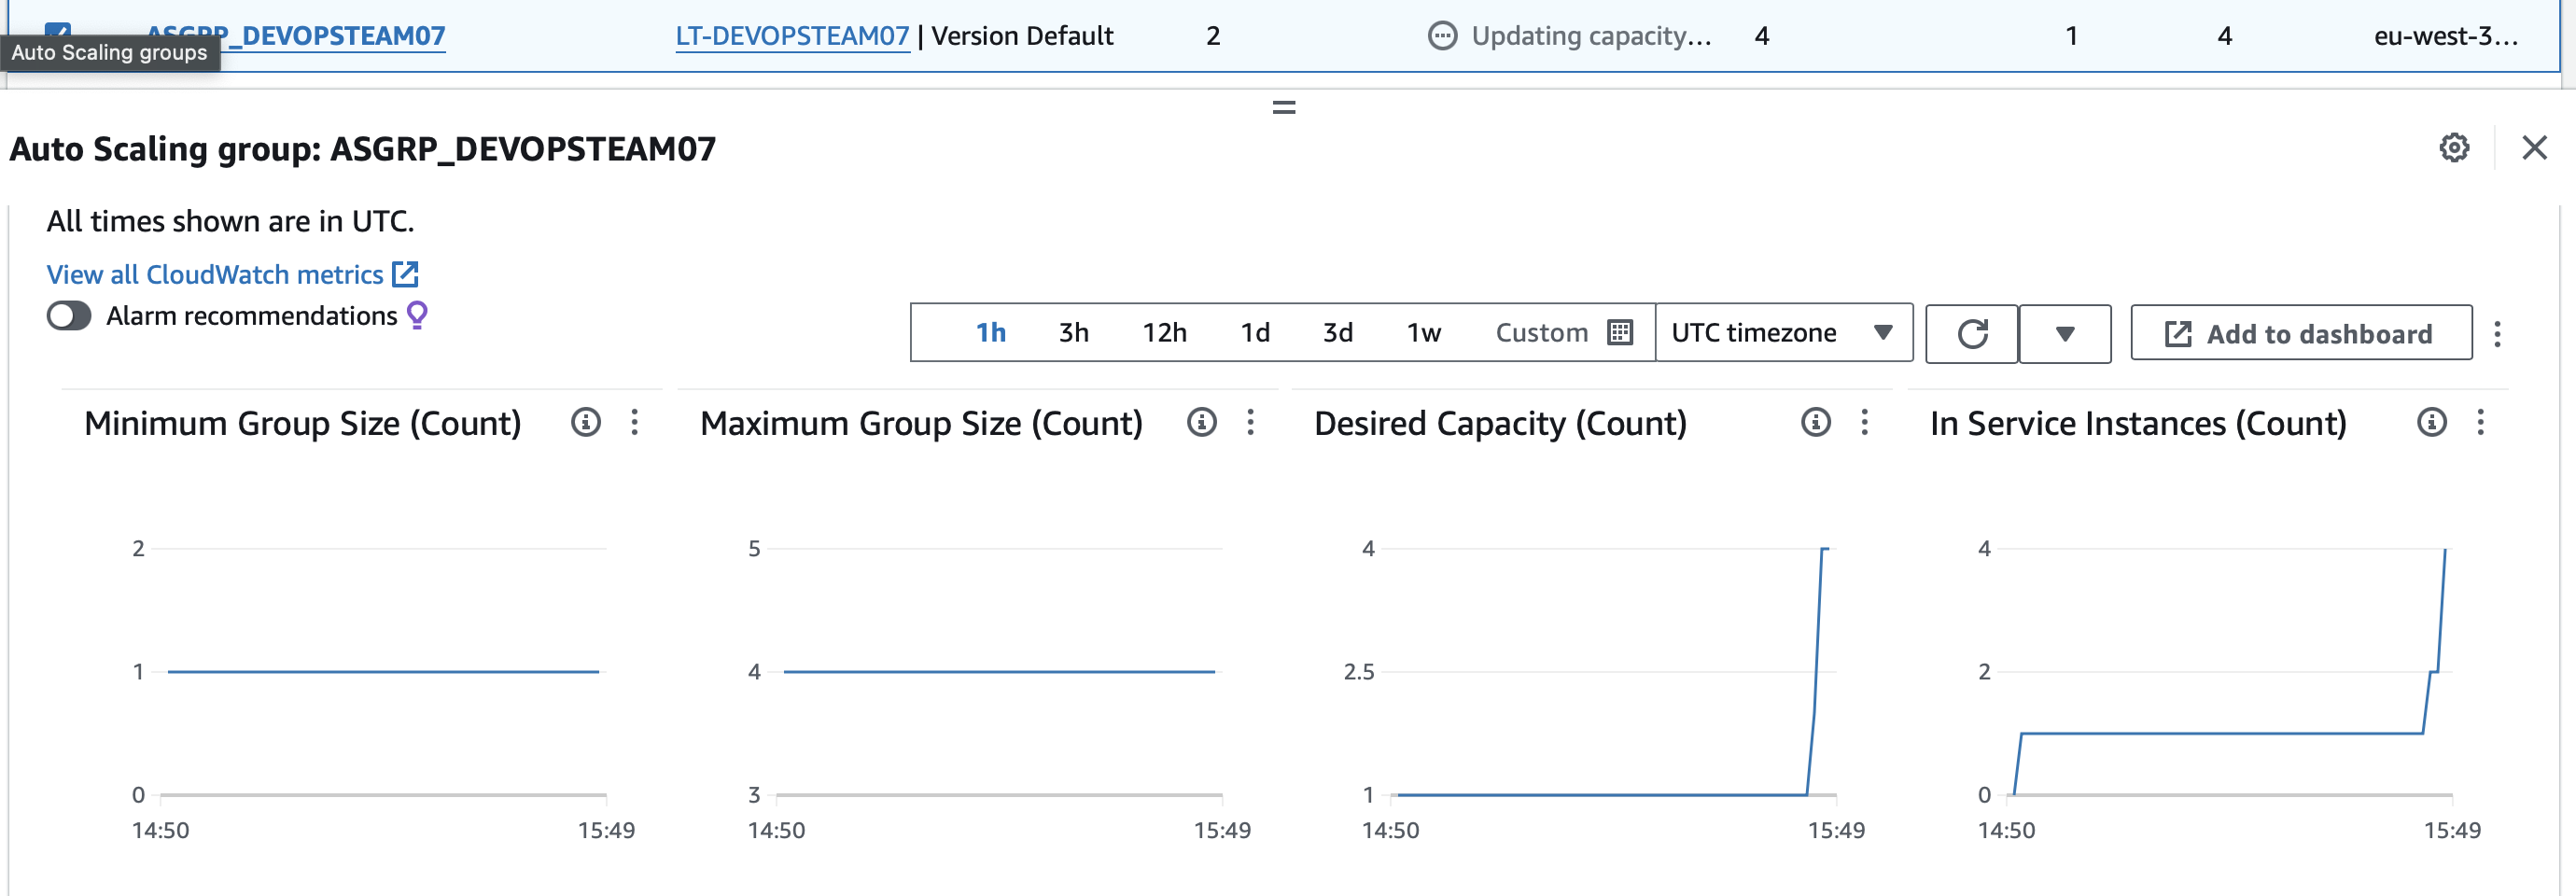 ASGRP_DEVOPSTEAM07 LT-DEVOPSTEAM07 | Version Default 2 Updating capacity... 4 1 4 eu-west-3...
Auto Scaling groups
Auto Scaling group: ASGRP_DEVOPSTEAM07
All times shown are in UTC.
View all CloudWatch metrics
Alarm recommendations
1h 3h 12h 1d 3d 1w Custom UTC timezone Add to dashboard
Minimum Group Size (Count)
2
1
0
14:50 15:49
Maximum Group Size (Count)
5
4
3
14:50 15:49
Desired Capacity (Count)
4
2.5
1
14:50 15:49
In Service Instances (Count)
4
2
0
14:50 15:49